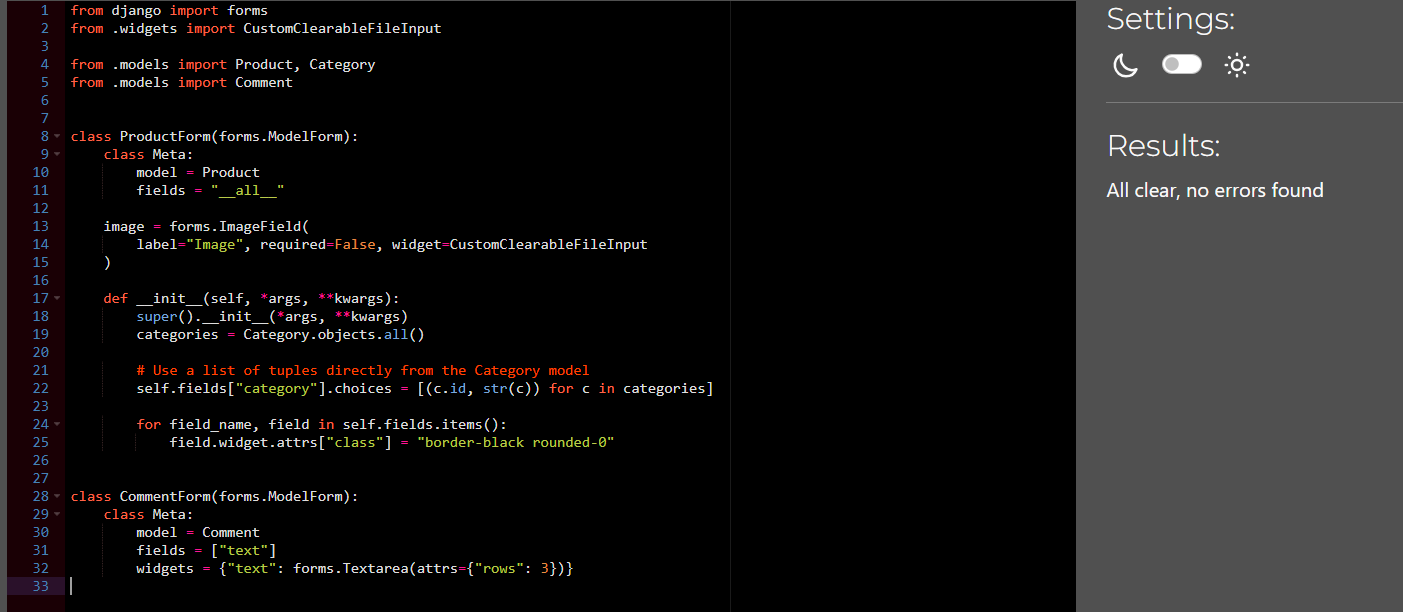 1 from django import forms
2 from .widgets import CustomClearableFileInput
3
4 from .models import Product, Category
5 from .models import Comment
6
7
8 class ProductForm(forms.ModelForm):
9     class Meta:
10         model = Product
11         fields = "__all__"
12
13     image = forms.ImageField(
14         label="Image", required=False, widget=CustomClearableFileInput
15     )
16
17     def __init__(self, *args, **kwargs):
18         super().__init__(*args, **kwargs)
19         categories = Category.objects.all()
20
21         # Use a list of tuples directly from the Category model
22         self.fields["category"].choices = [(c.id, str(c)) for c in categories]
23
24         for field_name, field in self.fields.items():
25             field.widget.attrs["class"] = "border-black rounded-0"
26
27
28 class CommentForm(forms.ModelForm):
29     class Meta:
30         model = Comment
31         fields = ["text"]
32         widgets = {"text": forms.Textarea(attrs={"rows": 3})}
33
Settings:
Results:
All clear, no errors found